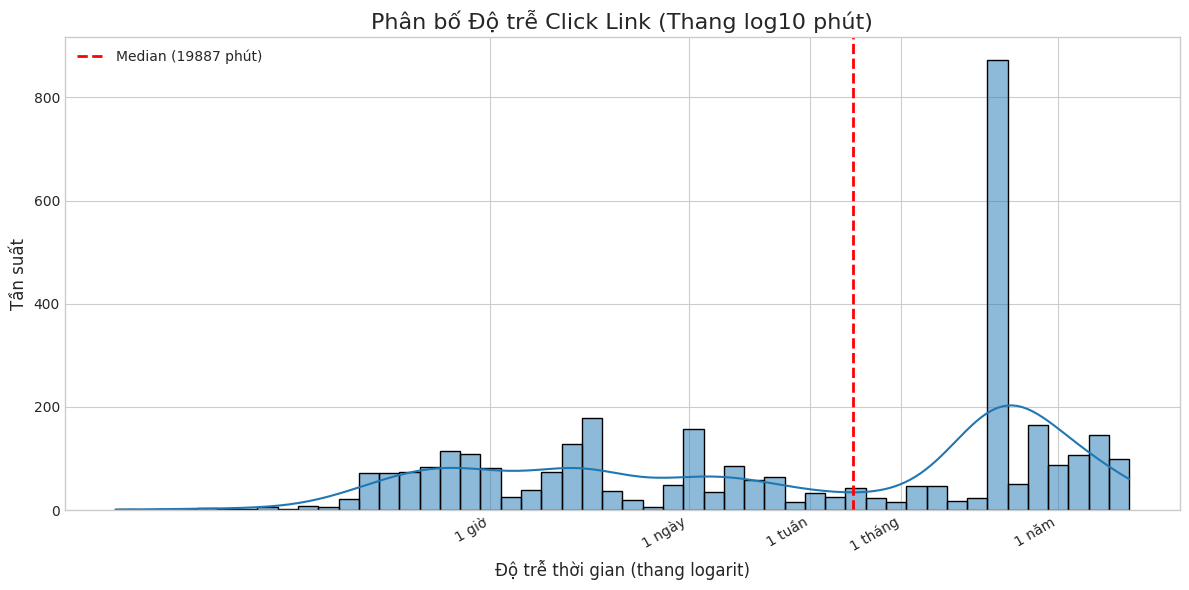 Phân bố Độ trễ Click Link (Thang log10 phút)
Median (19887 phút)
Tần suất
800
600
400
200
0
1 giờ
1 ngày
1 tuần
1 tháng
1 năm
Độ trễ thời gian (thang logarit)